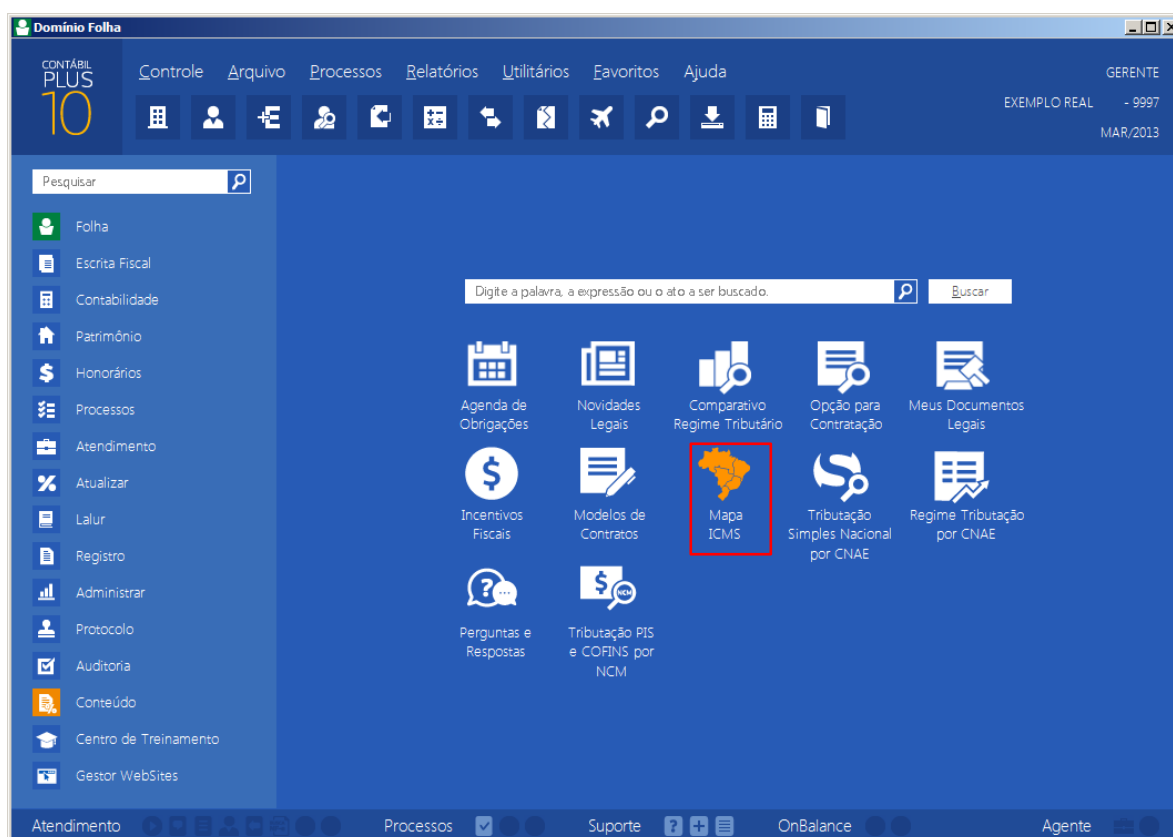 Domínio Folha
CONTÁBIL
PLUS
10
Controle Arquivo Processos Relatórios Utilitários Favoritos Ajuda
GERENTE
EXEMPLO REAL - 9997
MAR/2013
Pesquisar
Folha
Escrita Fiscal
Contabilidade
Patrimônio
Honorários
Processos
Atendimento
Atualizar
Lalur
Registro
Administrar
Protocolo
Auditoria
Conteúdo
Centro de Treinamento
Gestor WebSites
Digite a palavra, a expressão ou o ato a ser buscado.
Buscar
Agenda de
Obrigações
Novidades
Legais
Comparativo
Regime Tributário
Opção para
Contratação
Meus Documentos
Legais
Incentivos
Fiscais
Modelos de
Contratos
Mapa
ICMS
Tributação
Simples Nacional
por CNAE
Regime Tributação
por CNAE
Perguntas e
Respostas
NCM
Tributação PIS
e COFINS por
NCM
Atendimento Processos Suporte OnBalance Agente